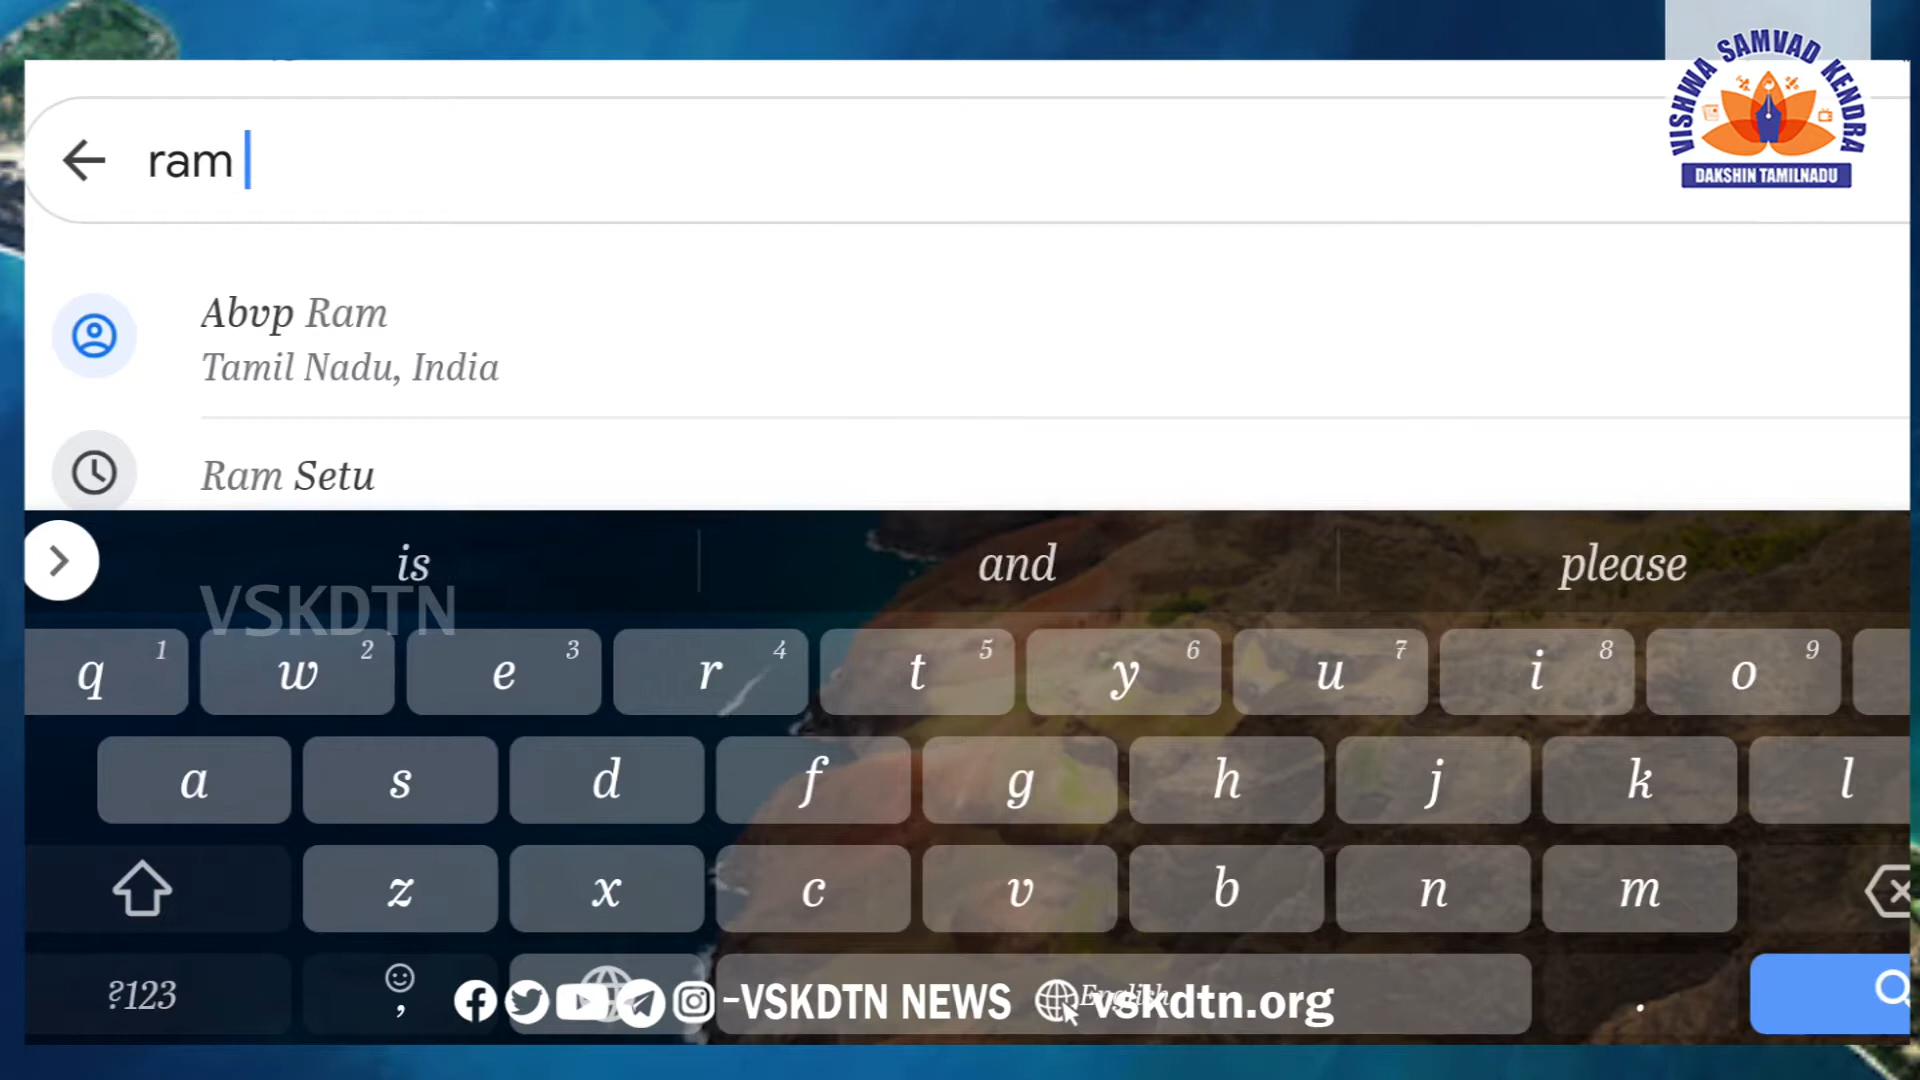 VISHWA SAMVAD KENDRA
DAKSHIN TAMILNADU
ram
Abvp Ram
Tamil Nadu, India
Ram Setu
is and please
VSKDTN
q 1 w 2 e 3 r 4 t 5 y 6 u 7 i 8 o 9
a s d f g h j k l
z x c v b n m
?123 , English .
-VSKDTN NEWS vskdtn.org